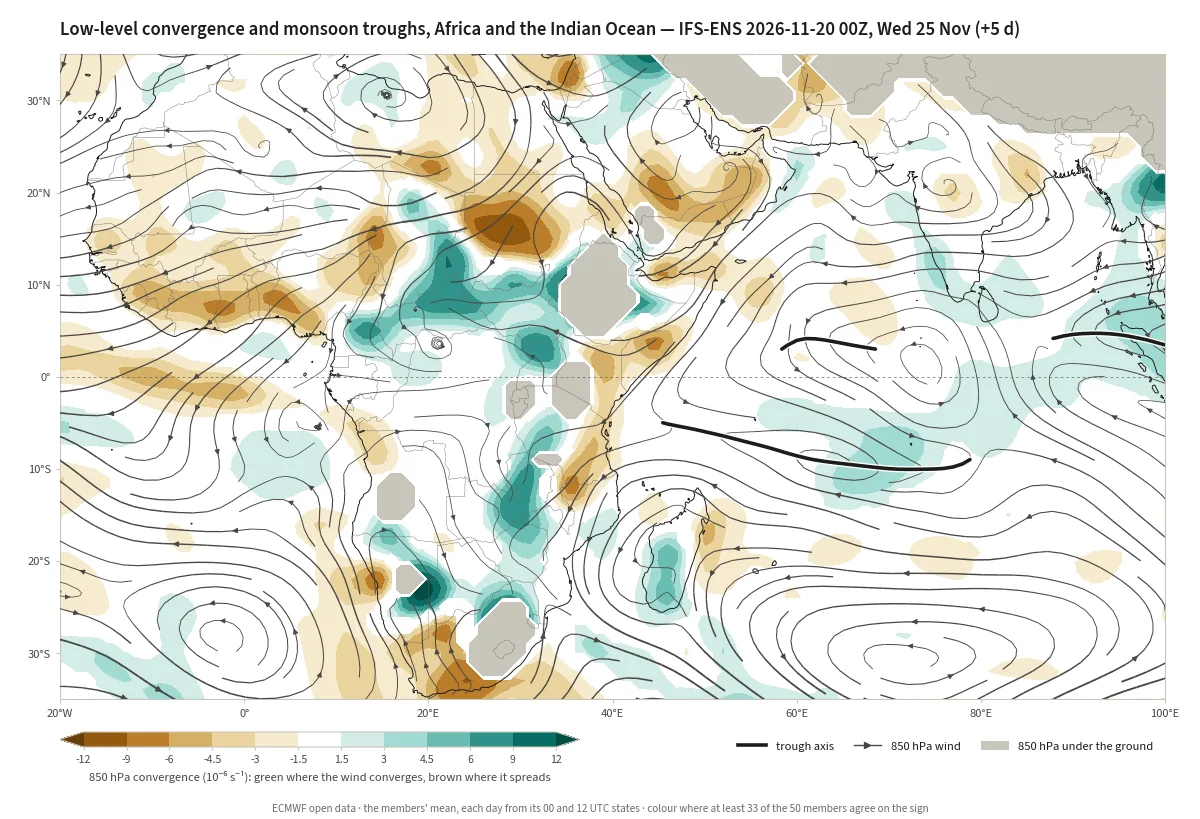 Low-level convergence and monsoon troughs, Africa and the Indian Ocean — IFS-ENS 2026-11-20 00Z, Wed 25 Nov (+5 d)
30°N
20°N
10°N
0°
10°S
20°S
30°S
20°W 0° 20°E 40°E 60°E 80°E 100°E
-12 -9 -6 -4.5 -3 -1.5 1.5 3 4.5 6 9 12
850 hPa convergence (10⁻⁶ s⁻¹): green where the wind converges, brown where it spreads
trough axis 850 hPa wind 850 hPa under the ground
ECMWF open data · the members' mean, each day from its 00 and 12 UTC states · colour where at least 33 of the 50 members agree on the sign